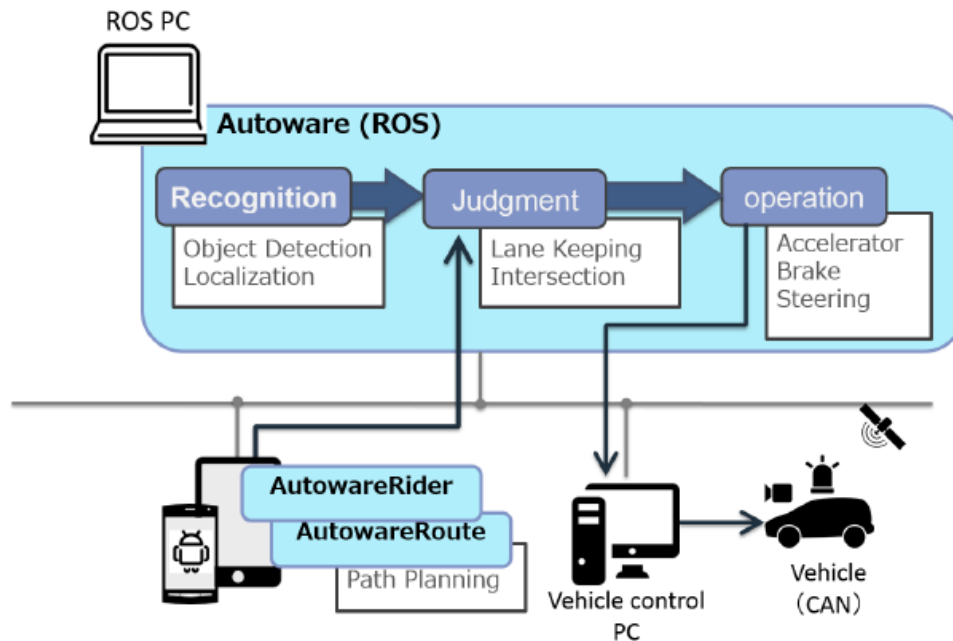 ROS PC
Autoware (ROS)
Recognition
Object Detection
Localization
Judgment
Lane Keeping
Intersection
operation
Accelerator
Brake
Steering
AutowareRider
AutowareRoute
Path Planning
Vehicle control
PC
Vehicle
（CAN）